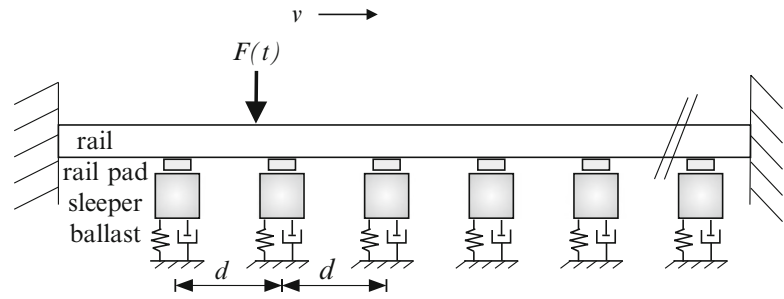 v
F(t)
rail
rail pad
sleeper
ballast
d
d